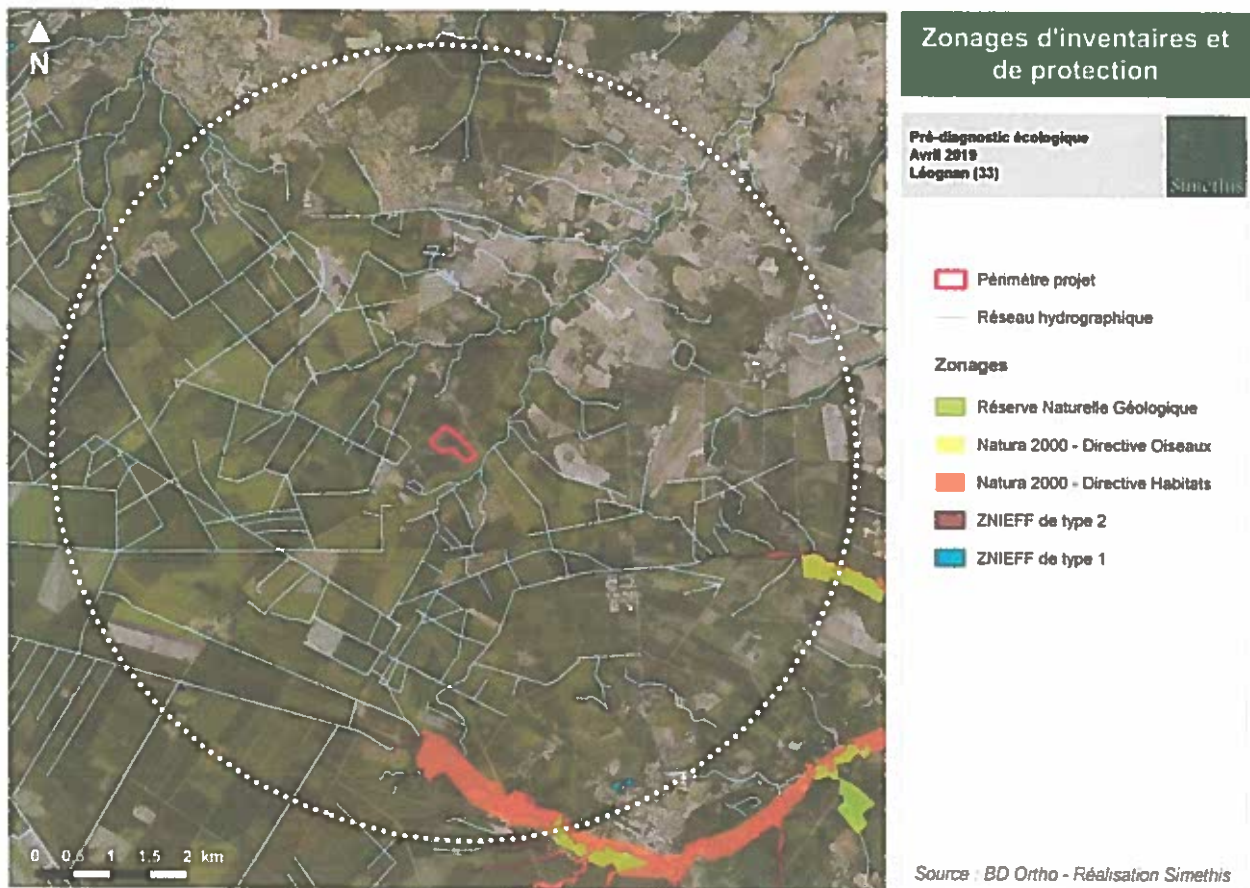 N
0 0,5 1 1,5 2 km
Zonages d'inventaires et
de protection
Pré-diagnostic écologique
Avril 2019
Léognan (33)
Simethis
Périmètre projet
Réseau hydrographique
Zonages
Réserve Naturelle Géologique
Natura 2000 - Directive Oiseaux
Natura 2000 - Directive Habitats
ZNIEFF de type 2
ZNIEFF de type 1
Source : BD Ortho - Réalisation Simethis